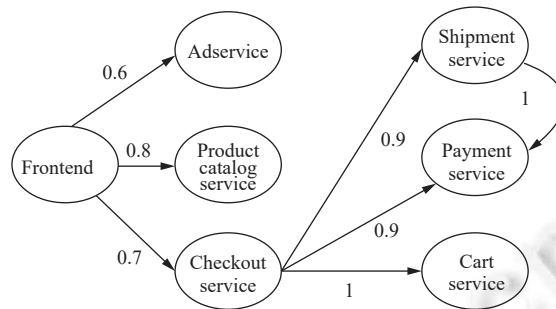 Adservice
0.6
Frontend
0.8
Product
catalog
service
0.7
Checkout
service
Shipment
service
1
0.9
Payment
service
0.9
1
Cart
service